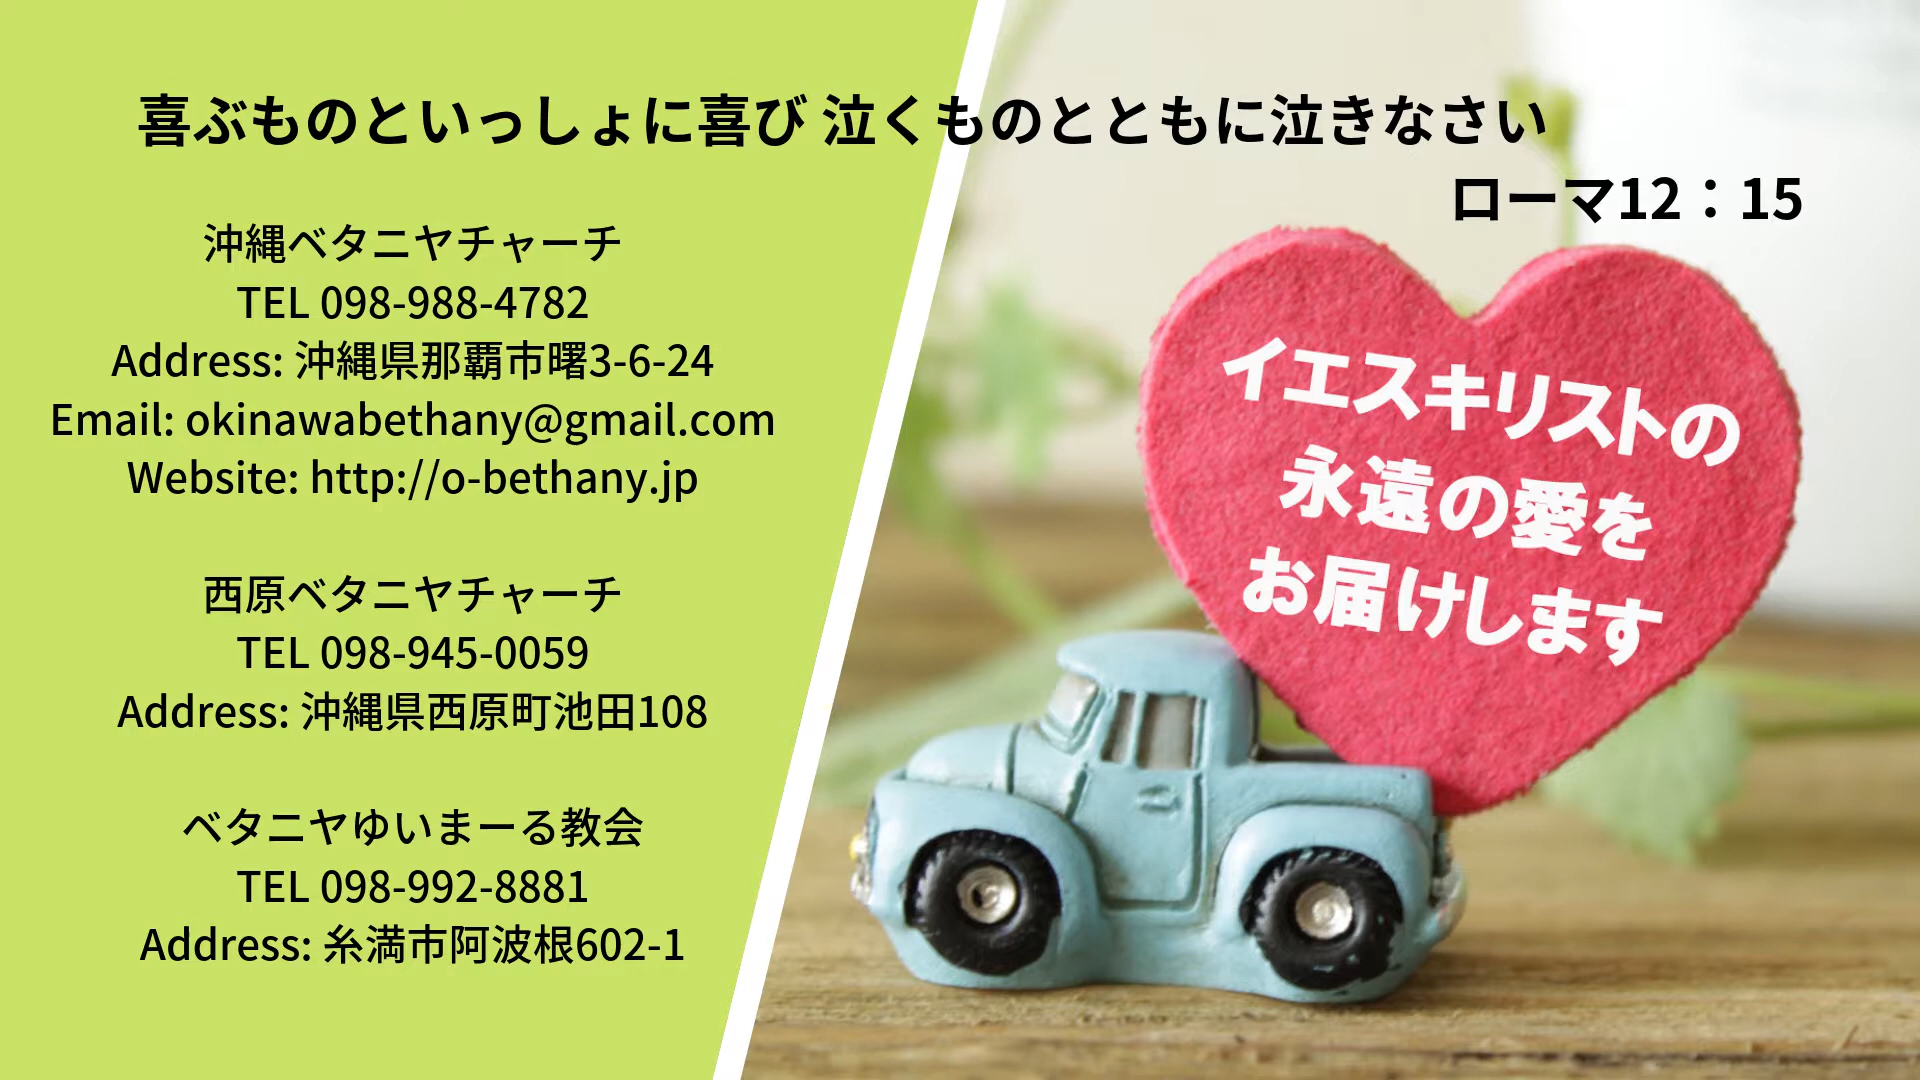 喜ぶものといっしょに喜び 泣くものとともに泣きなさい
ローマ12：15
沖縄ベタニヤチャーチ
TEL 098-988-4782
Address: 沖縄県那覇市曙3-6-24
Email: okinawabethany@gmail.com
Website: http://o-bethany.jp
西原ベタニヤチャーチ
TEL 098-945-0059
Address: 沖縄県西原町池田108
ベタニヤゆいまーる教会
TEL 098-992-8881
Address: 糸満市阿波根602-1
イエスキリストの
永遠の愛を
お届けします